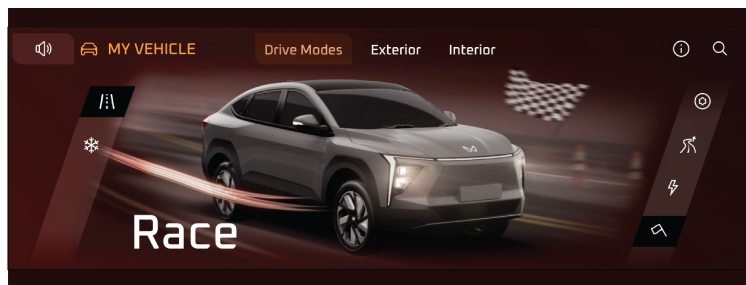 MY VEHICLE
Drive Modes
Exterior
Interior
Race